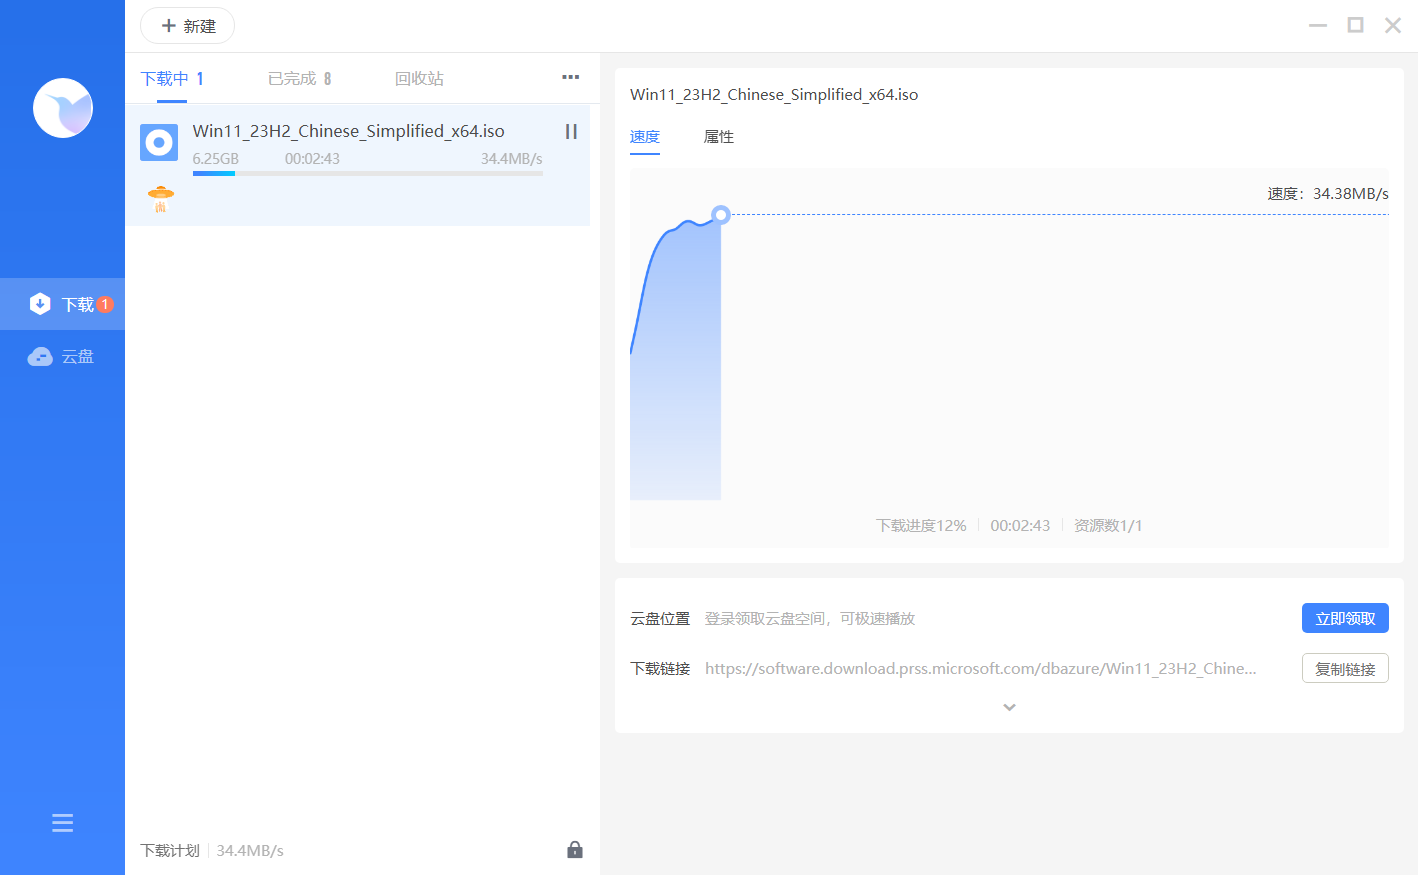 新建
下载中 1
已完成 8
回收站
Win11_23H2_Chinese_Simplified_x64.iso
6.25GB 00:02:43 34.4MB/s
下载 1
云盘
下载计划 34.4MB/s
Win11_23H2_Chinese_Simplified_x64.iso
速度 属性
速度：34.38MB/s
下载进度12% 00:02:43 资源数1/1
云盘位置 登录领取云盘空间，可极速播放 立即领取
下载链接 https://software.download.prss.microsoft.com/dbazure/Win11_23H2_Chine... 复制链接